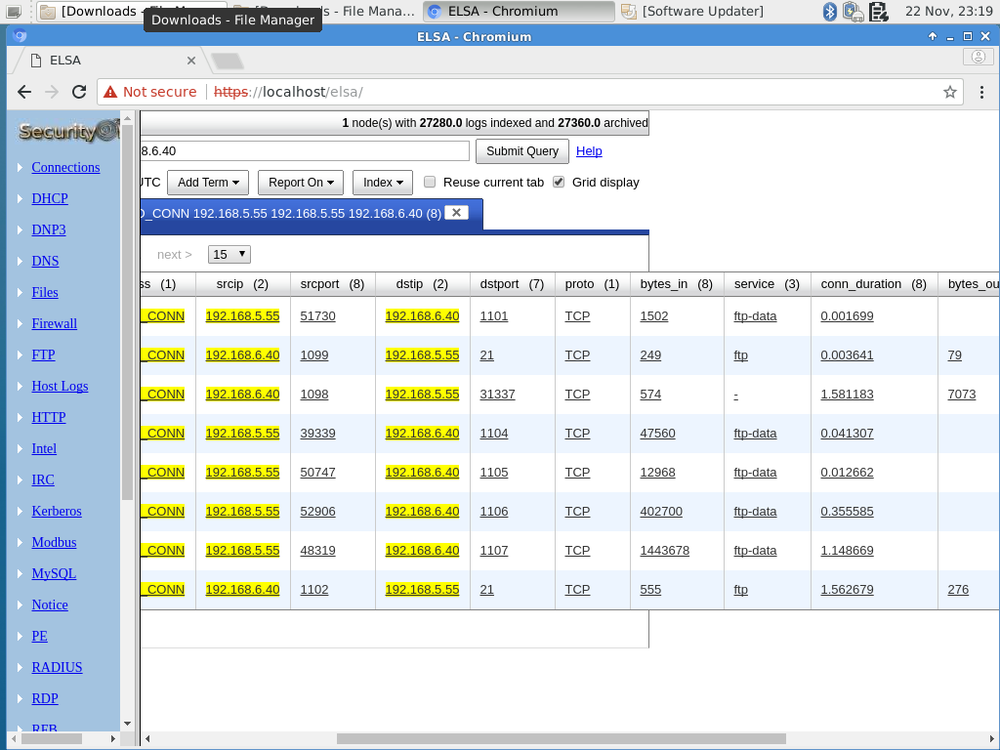 [Downloads - File Mana...
[Downloads - File Mana...
ELSA - Chromium
[Software Updater]
22 Nov, 23:19
Downloads - File Manager
ELSA - Chromium
ELSA
Not secure https://localhost/elsa/
Security
1 node(s) with 27280.0 logs indexed and 27360.0 archived
8.6.40 Submit Query Help
UTC Add Term Report On Index Reuse current tab Grid display
O_CONN 192.168.5.55 192.168.5.55 192.168.6.40 (8)
next > 15
ss (1) srcip (2) srcport (8) dstip (2) dstport (7) proto (1) bytes_in (8) service (3) conn_duration (8) bytes_ou
_CONN 192.168.5.55 51730 192.168.6.40 1101 TCP 1502 ftp-data 0.001699
_CONN 192.168.6.40 1099 192.168.5.55 21 TCP 249 ftp 0.003641 79
_CONN 192.168.6.40 1098 192.168.5.55 31337 TCP 574 - 1.581183 7073
_CONN 192.168.5.55 39339 192.168.6.40 1104 TCP 47560 ftp-data 0.041307
_CONN 192.168.5.55 50747 192.168.6.40 1105 TCP 12968 ftp-data 0.012662
_CONN 192.168.5.55 52906 192.168.6.40 1106 TCP 402700 ftp-data 0.355585
_CONN 192.168.5.55 48319 192.168.6.40 1107 TCP 1443678 ftp-data 1.148669
_CONN 192.168.6.40 1102 192.168.5.55 21 TCP 555 ftp 1.562679 276
Connections
DHCP
DNP3
DNS
Files
Firewall
FTP
Host Logs
HTTP
Intel
IRC
Kerberos
Modbus
MySQL
Notice
PE
RADIUS
RDP
RFB